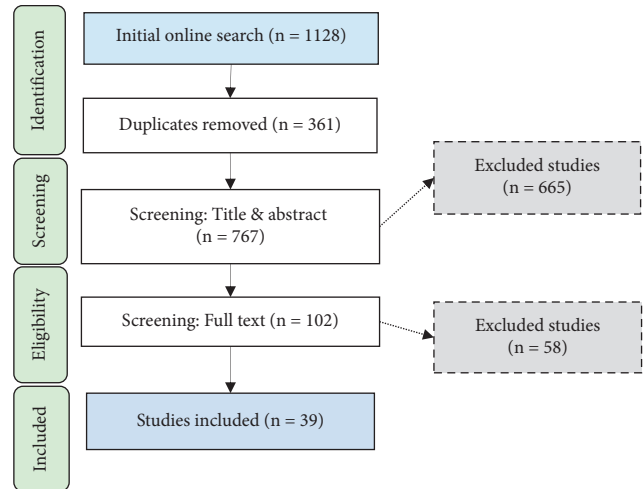 Identification
Initial online search (n = 1128)
Duplicates removed (n = 361)
Screening
Screening: Title & abstract
(n = 767)
Excluded studies
(n = 665)
Eligibility
Screening: Full text (n = 102)
Excluded studies
(n = 58)
Included
Studies included (n = 39)